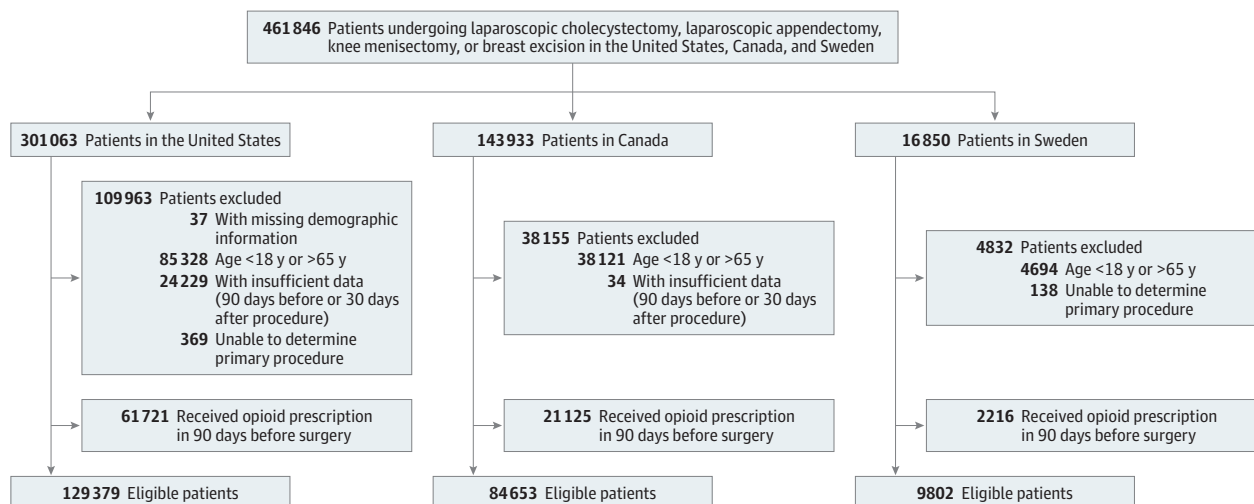 461 846 Patients undergoing laparoscopic cholecystectomy, laparoscopic appendectomy,
knee menisectomy, or breast excision in the United States, Canada, and Sweden
301 063 Patients in the United States
143 933 Patients in Canada
16 850 Patients in Sweden
109 963 Patients excluded
37 With missing demographic
information
85 328 Age <18 y or >65 y
24 229 With insufficient data
(90 days before or 30 days
after procedure)
369 Unable to determine
primary procedure
38 155 Patients excluded
38 121 Age <18 y or >65 y
34 With insufficient data
(90 days before or 30 days
after procedure)
4832 Patients excluded
4694 Age <18 y or >65 y
138 Unable to determine
primary procedure
61 721 Received opioid prescription
in 90 days before surgery
21 125 Received opioid prescription
in 90 days before surgery
2216 Received opioid prescription
in 90 days before surgery
129 379 Eligible patients
84 653 Eligible patients
9802 Eligible patients